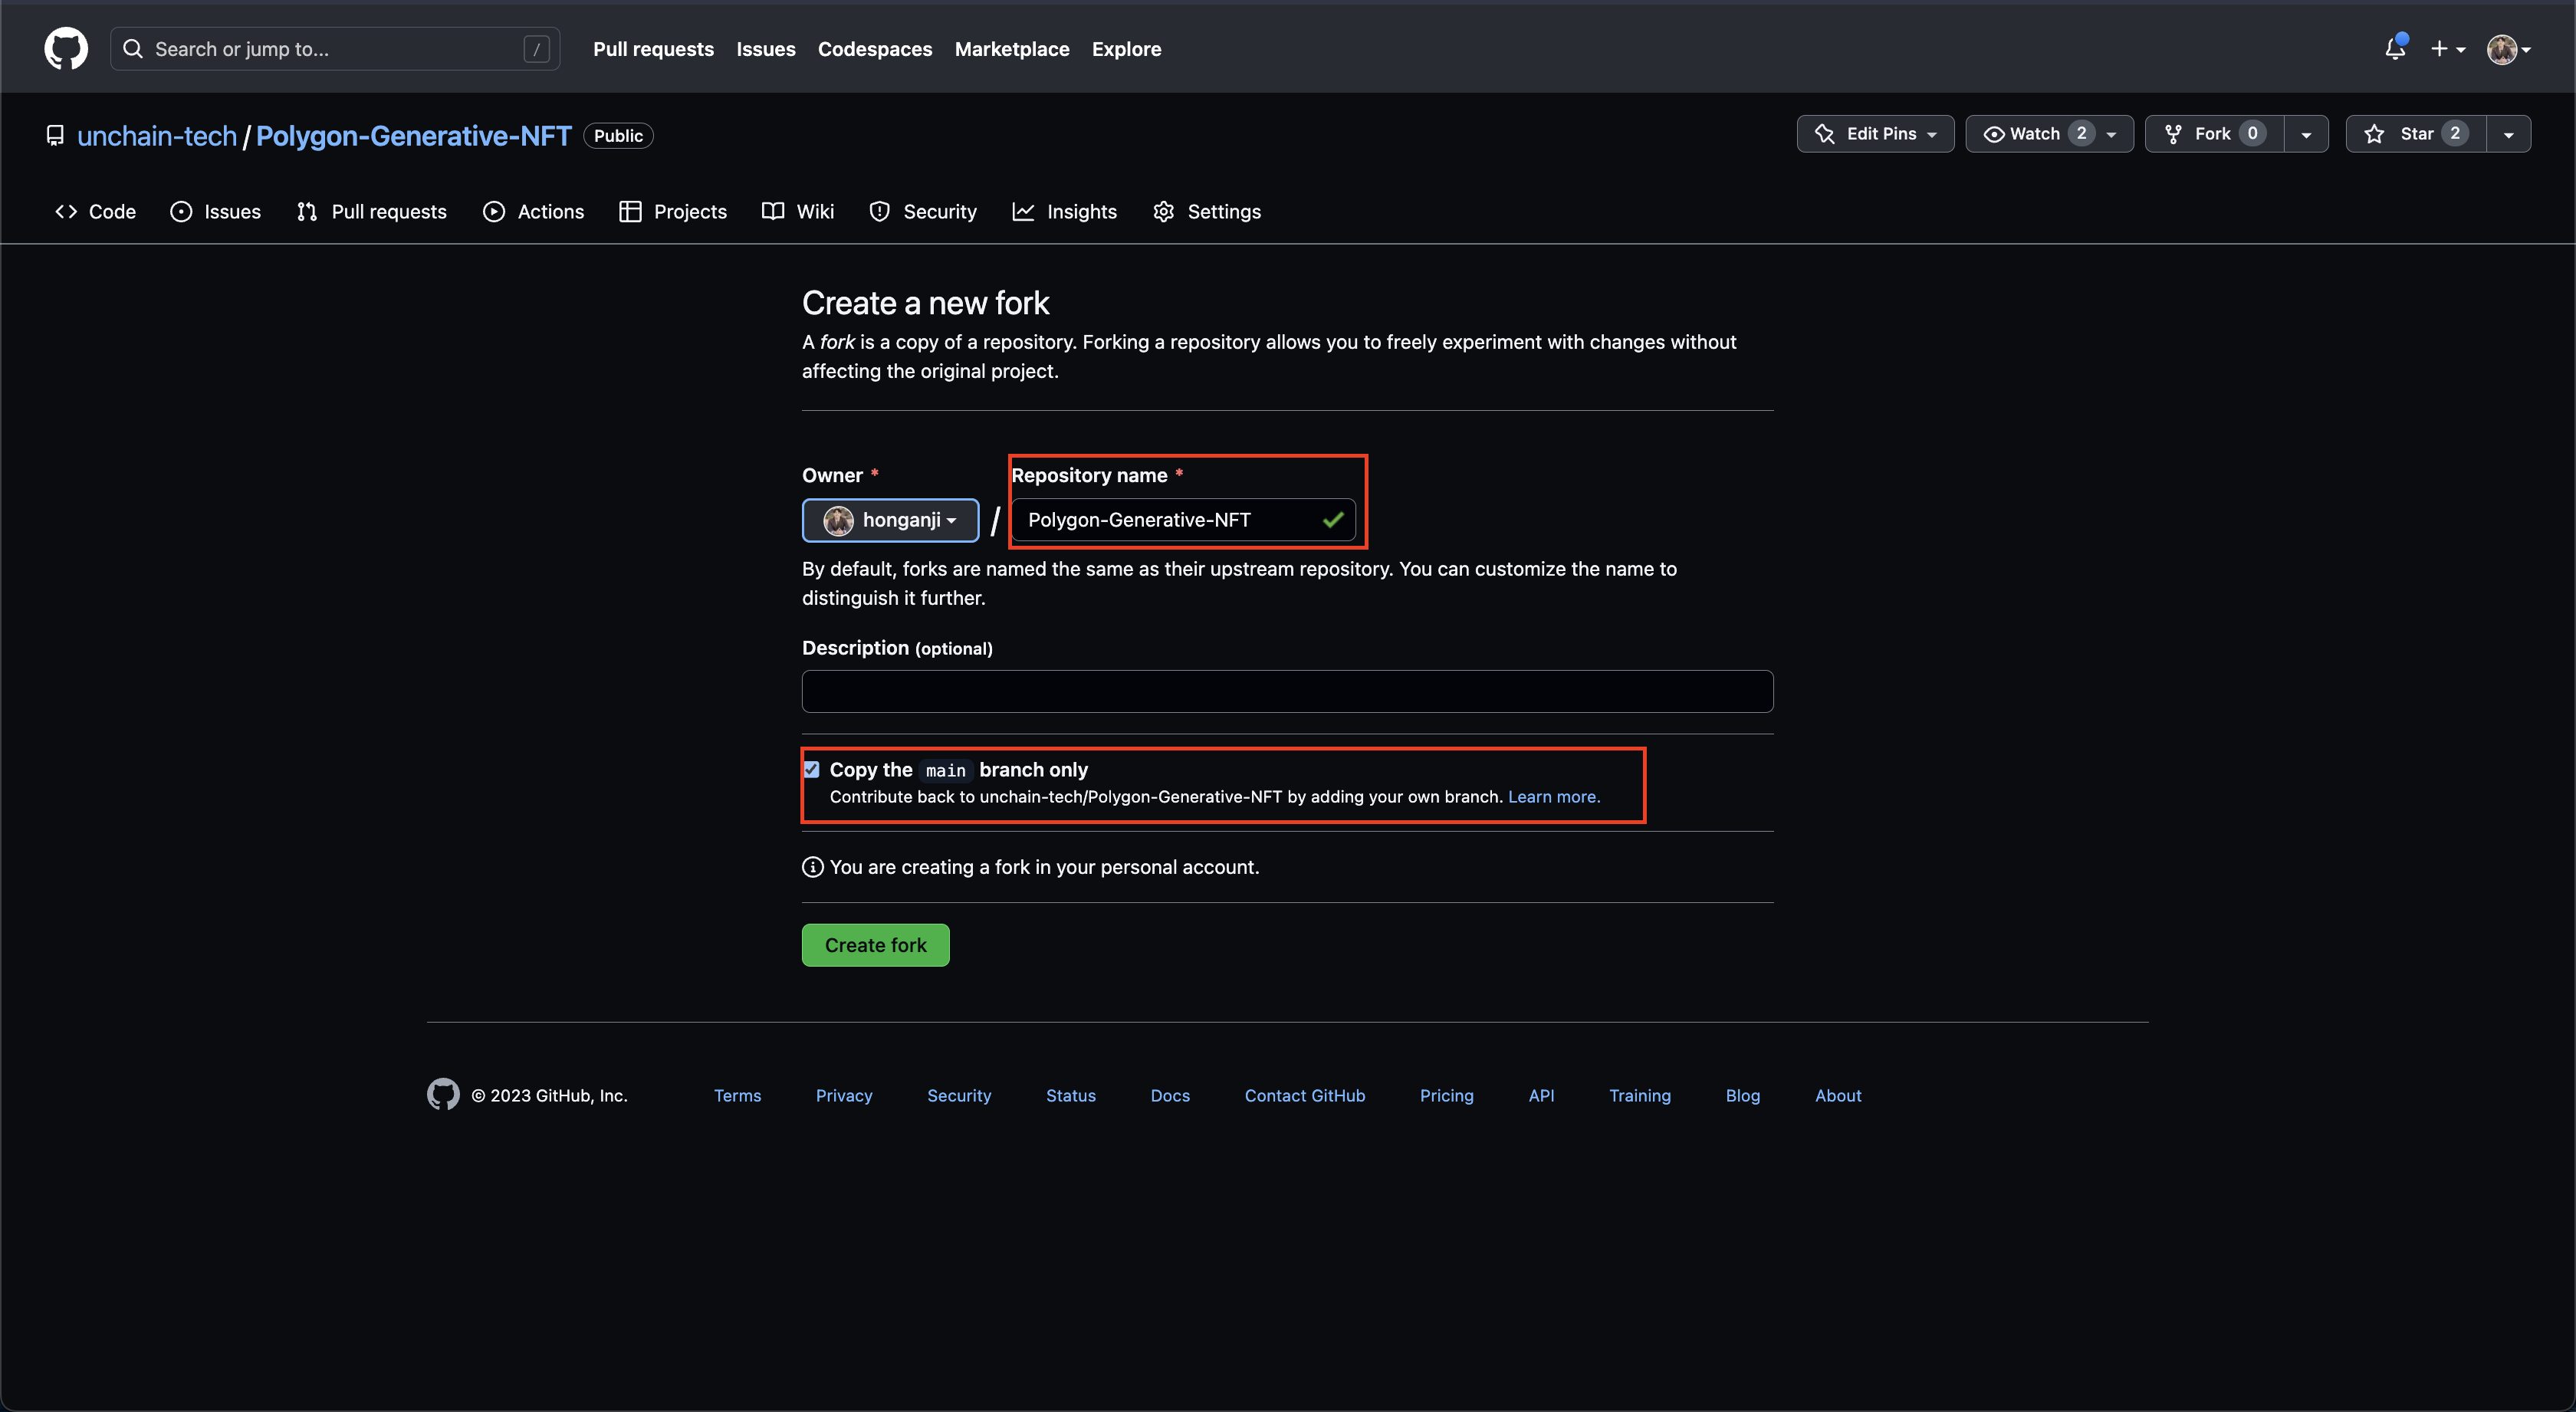 Search or jump to... /
Pull requests Issues Codespaces Marketplace Explore
unchain-tech / Polygon-Generative-NFT Public
Edit Pins Watch 2 Fork 0 Star 2
Code Issues Pull requests Actions Projects Wiki Security Insights Settings
Create a new fork
A fork is a copy of a repository. Forking a repository allows you to freely experiment with changes without
affecting the original project.
Owner * Repository name *
honganji / Polygon-Generative-NFT
By default, forks are named the same as their upstream repository. You can customize the name to
distinguish it further.
Description (optional)
Copy the main branch only
Contribute back to unchain-tech/Polygon-Generative-NFT by adding your own branch. Learn more.
You are creating a fork in your personal account.
Create fork
© 2023 GitHub, Inc. Terms Privacy Security Status Docs Contact GitHub Pricing API Training Blog About